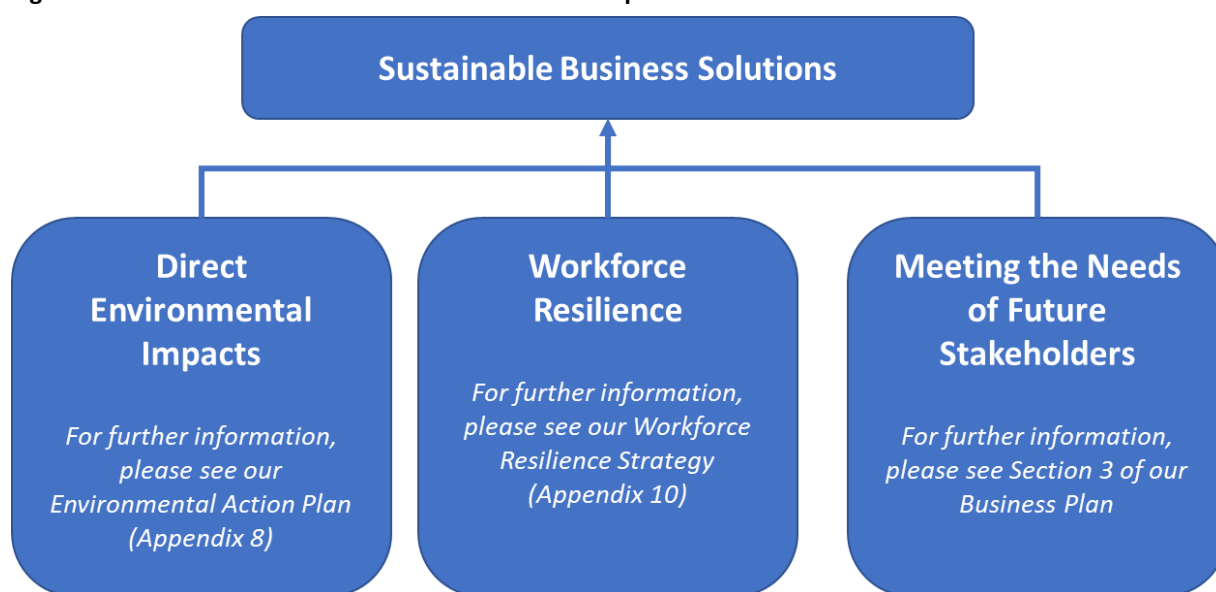 Sustainable Business Solutions
Direct
Environmental
Impacts
For further information,
please see our
Environmental Action Plan
(Appendix 8)
Workforce
Resilience
For further information,
please see our Workforce
Resilience Strategy
(Appendix 10)
Meeting the Needs
of Future
Stakeholders
For further information,
please see Section 3 of our
Business Plan